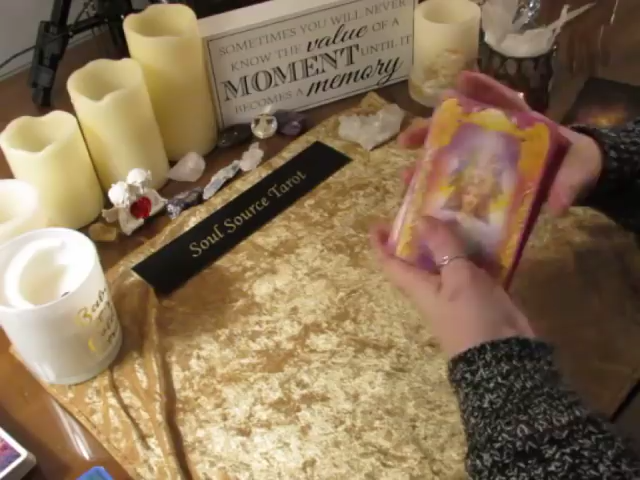 SOMETIMES YOU WILL NEVER
KNOW THE value OF A
MOMENT UNTIL IT
BECOMES A memory
Soul Source Tarot